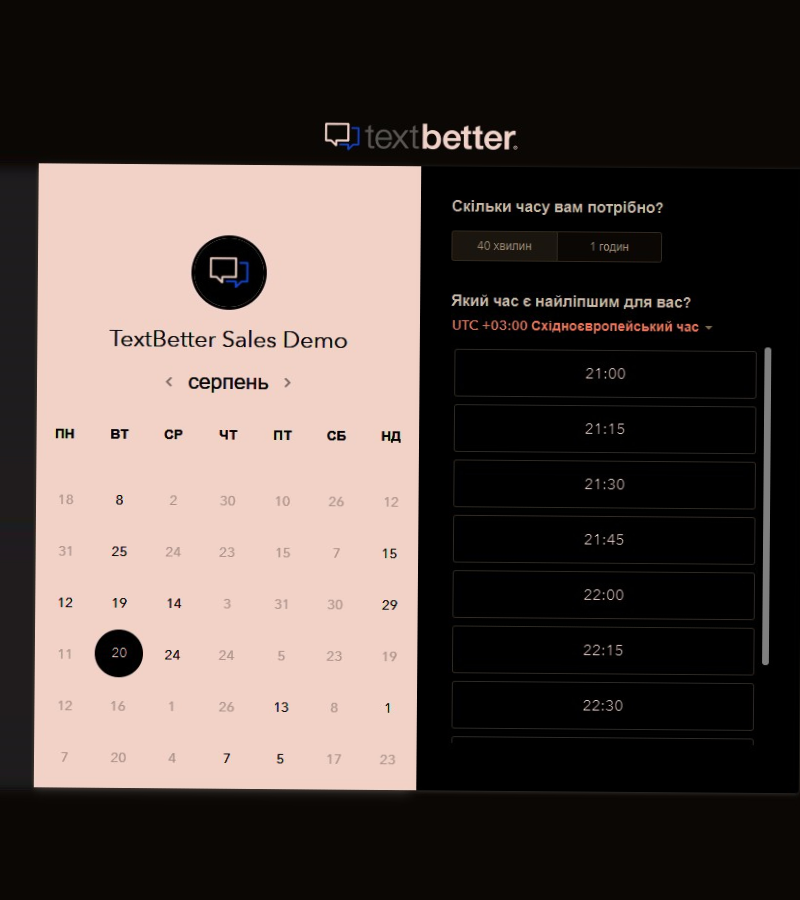 textbetter.
TextBetter Sales Demo
серпень
ПН ВТ СР ЧТ ПТ СБ НД
18 8 2 30 10 26 12
31 25 24 23 15 7 15
12 19 14 3 31 30 29
11 20 24 24 5 23 19
12 16 1 26 13 8 1
7 20 4 7 5 17 23
Скільки часу вам потрібно?
40 хвилин 1 годин
Який час є найліпшим для вас?
UTC +03:00 Східноєвропейський час
21:00
21:15
21:30
21:45
22:00
22:15
22:30